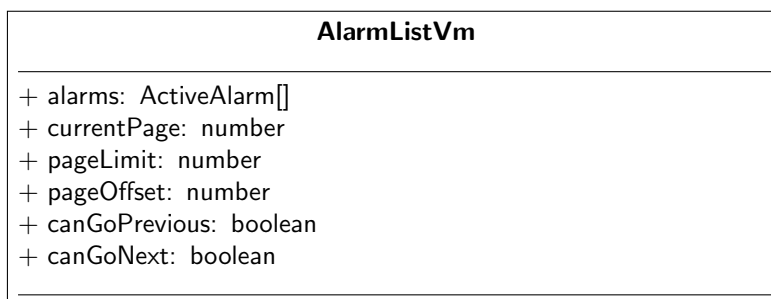 AlarmListVm
+ alarms: ActiveAlarm[]
+ currentPage: number
+ pageLimit: number
+ pageOffset: number
+ canGoPrevious: boolean
+ canGoNext: boolean